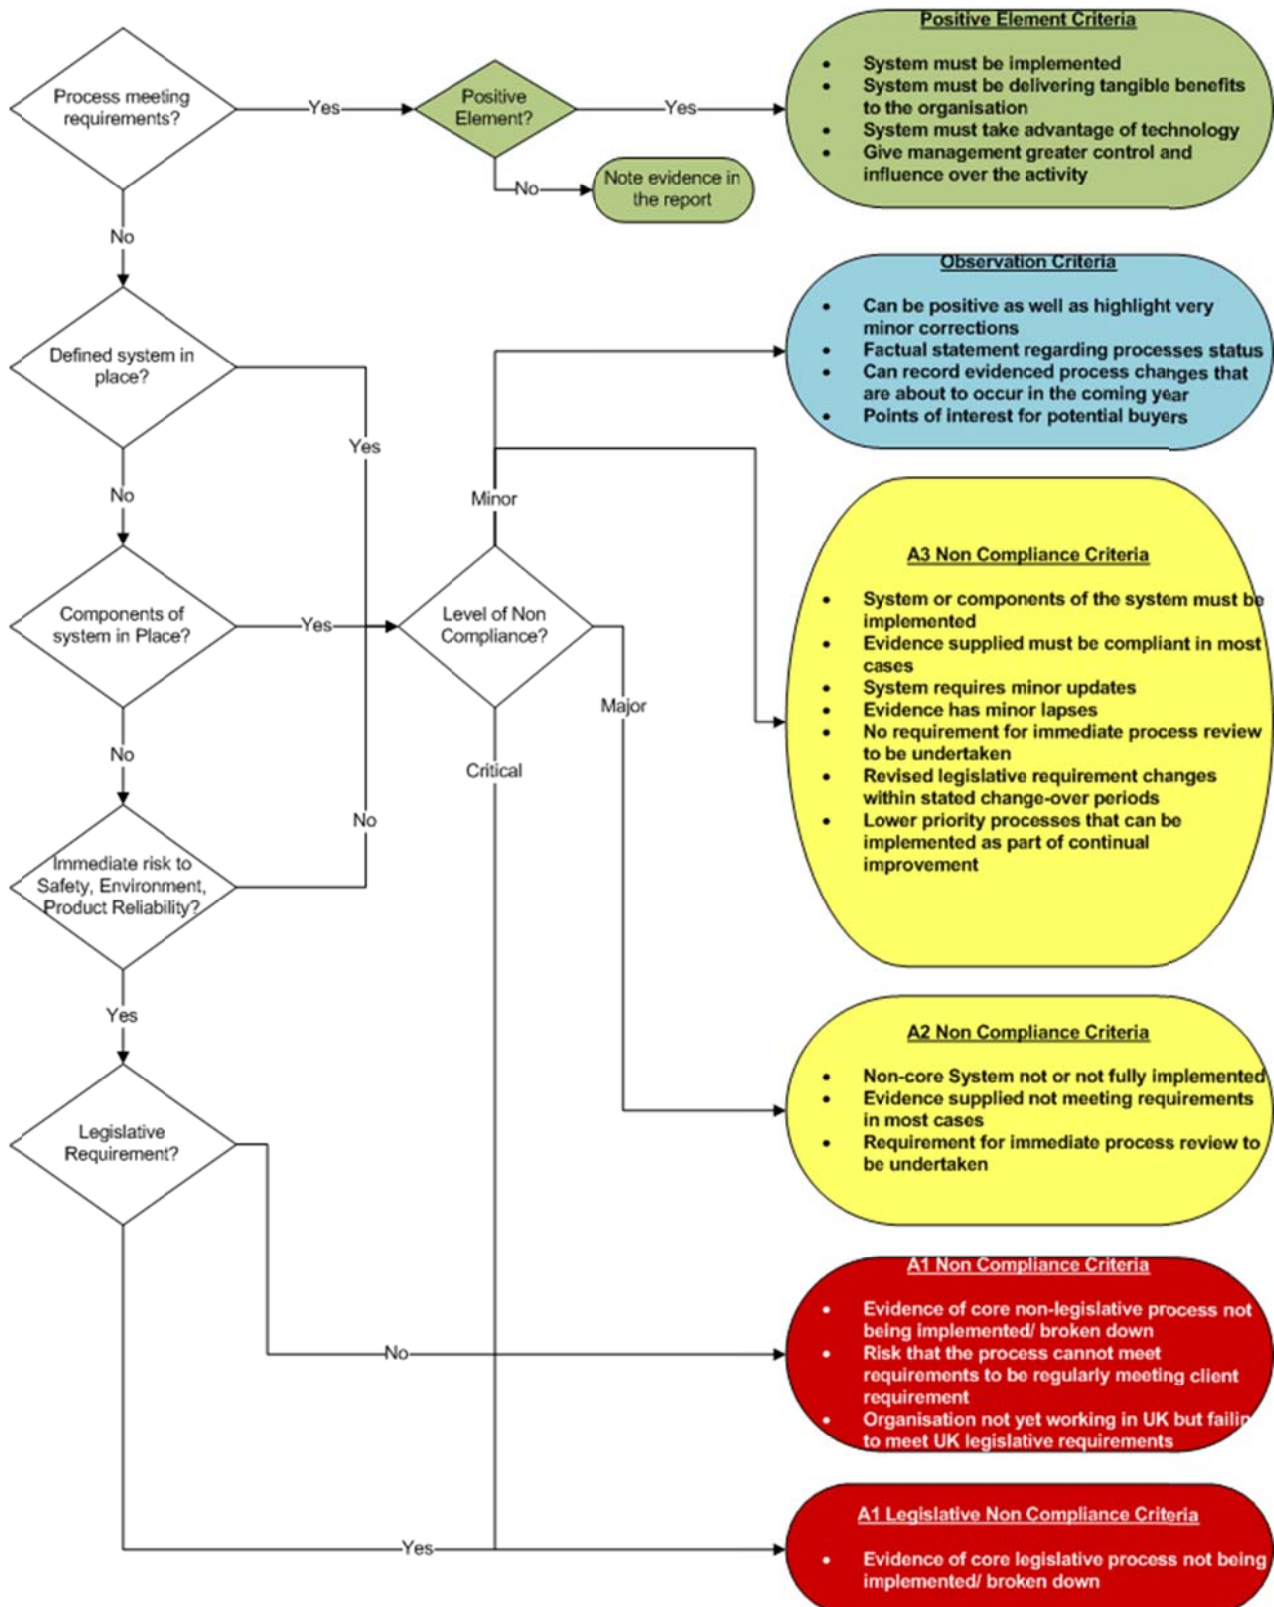 Process meeting
requirements?
Yes
Positive
Element?
Yes
No
Note evidence in
the report
Positive Element Criteria
• System must be implemented
• System must be delivering tangible benefits
to the organisation
• System must take advantage of technology
• Give management greater control and
influence over the activity
No
Defined system in
place?
Yes
No
Components of
system in Place?
Yes
No
Immediate risk to
Safety, Environment,
Product Reliability?
No
Yes
Legislative
Requirement?
No
Yes
Level of Non
Compliance?
Minor
Major
Critical
Observation Criteria
• Can be positive as well as highlight very
minor corrections
• Factual statement regarding processes status
• Can record evidenced process changes that
are about to occur in the coming year
• Points of interest for potential buyers
A3 Non Compliance Criteria
• System or components of the system must be
implemented
• Evidence supplied must be compliant in most
cases
• System requires minor updates
• Evidence has minor lapses
• No requirement for immediate process review
to be undertaken
• Revised legislative requirement changes
within stated change-over periods
• Lower priority processes that can be
implemented as part of continual
improvement
A2 Non Compliance Criteria
• Non-core System not or not fully implemented
• Evidence supplied not meeting requirements
in most cases
• Requirement for immediate process review to
be undertaken
A1 Non Compliance Criteria
• Evidence of core non-legislative process not
being implemented/ broken down
• Risk that the process cannot meet
requirements to be regularly meeting client
requirement
• Organisation not yet working in UK but failin
to meet UK legislative requirements
A1 Legislative Non Compliance Criteria
• Evidence of core legislative process not being
implemented/ broken down